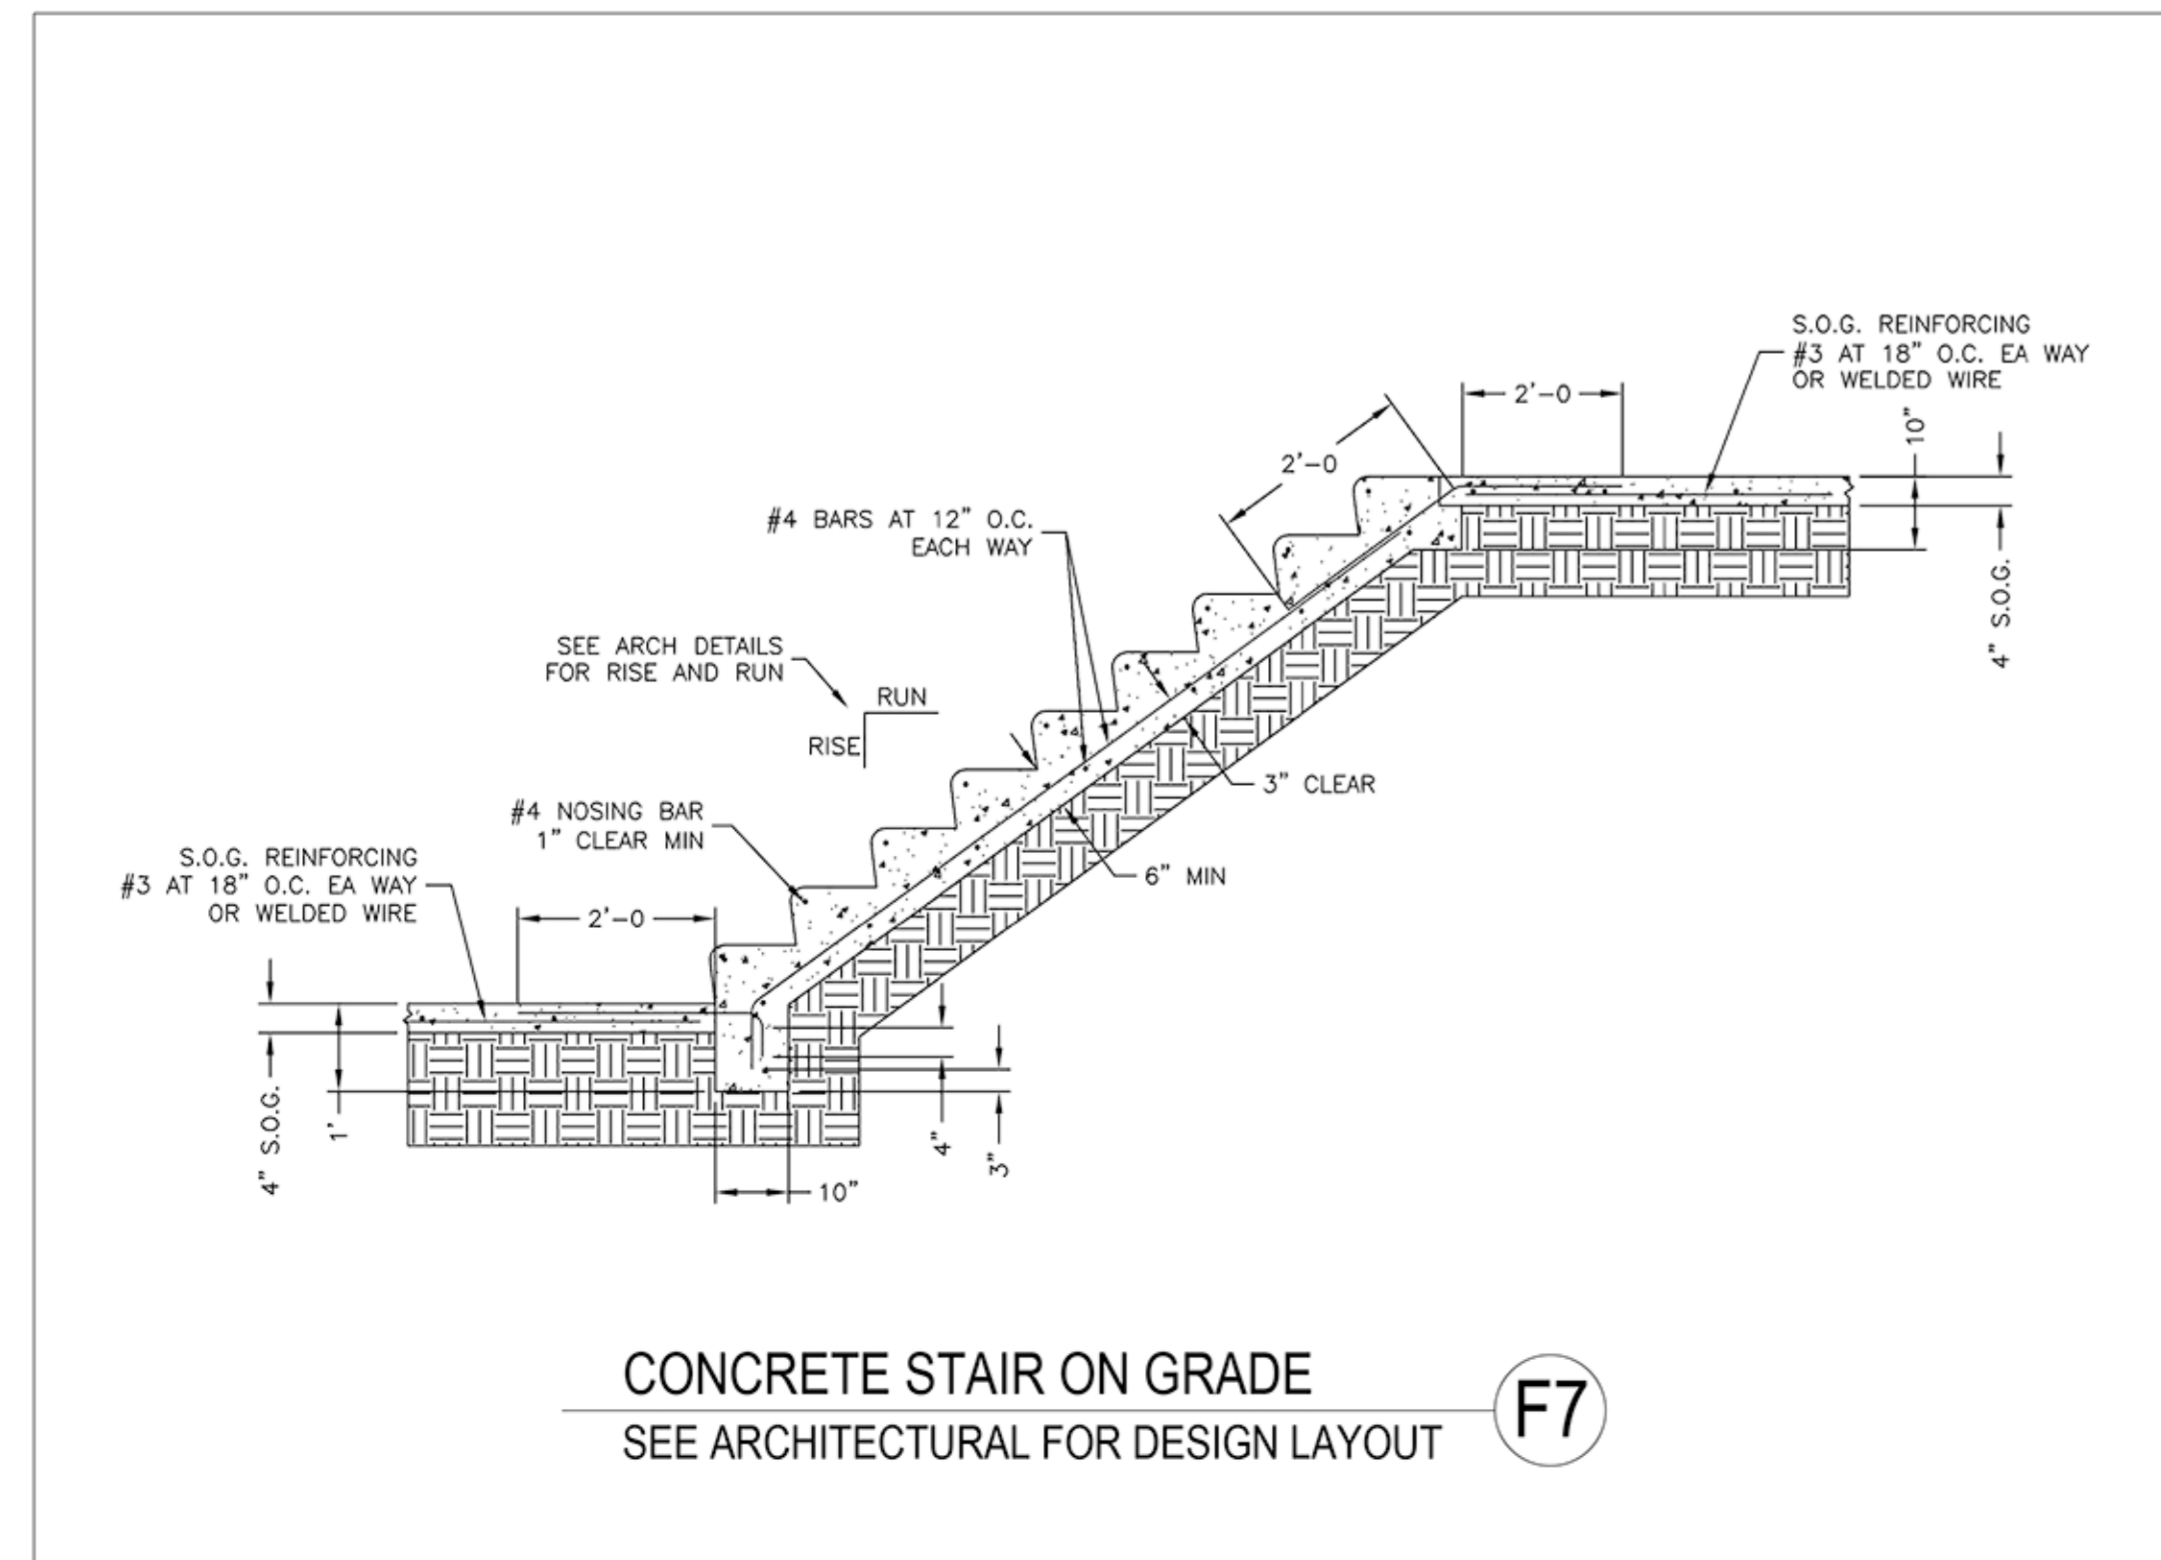 S.O.G. REINFORCING
#3 AT 18" O.C. EA WAY
OR WELDED WIRE
2'-0
10"
2'-0
4" S.O.G.
#4 BARS AT 12" O.C.
EACH WAY
SEE ARCH DETAILS
FOR RISE AND RUN
RUN
RISE
3" CLEAR
#4 NOSING BAR
1" CLEAR MIN
6" MIN
S.O.G. REINFORCING
#3 AT 18" O.C. EA WAY
OR WELDED WIRE
2'-0
4" S.O.G.
1'
4"
3"
10"
CONCRETE STAIR ON GRADE
F7
SEE ARCHITECTURAL FOR DESIGN LAYOUT